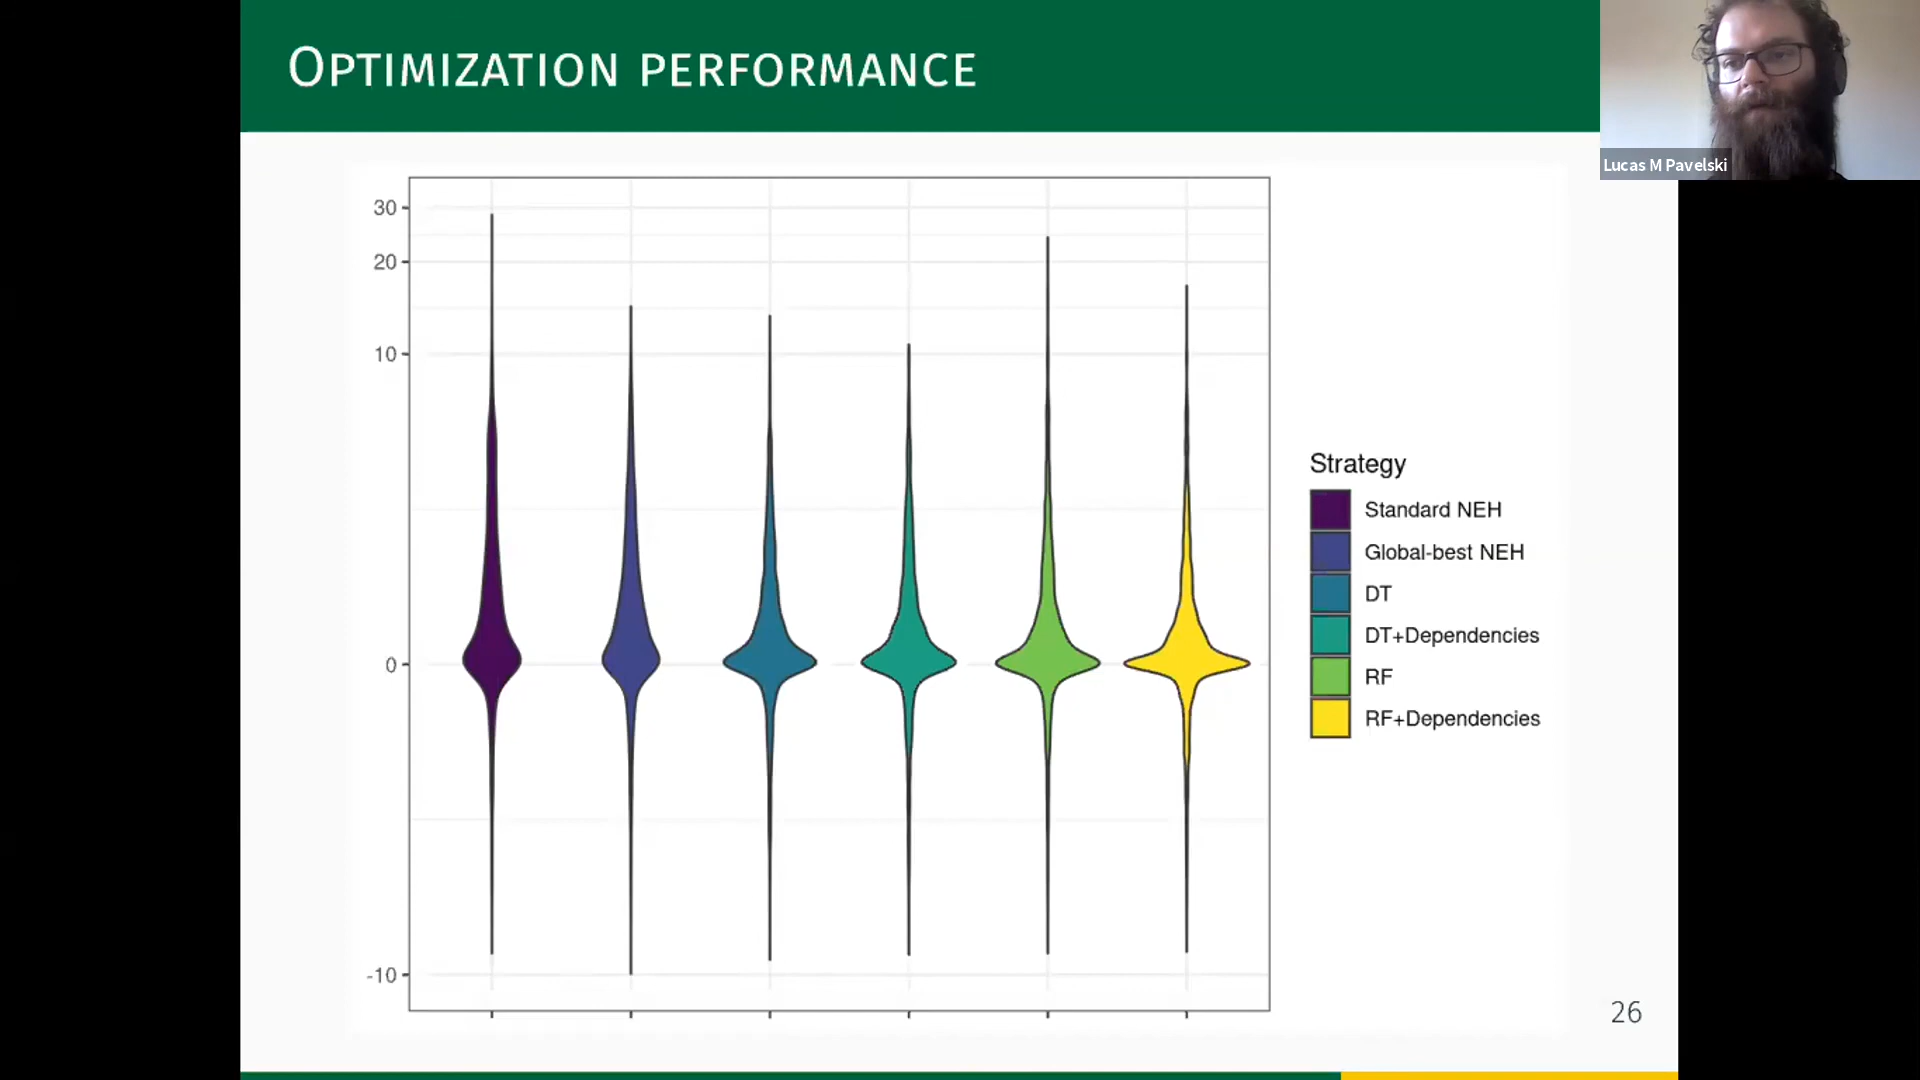 OPTIMIZATION PERFORMANCE
Lucas M Pavelski
30
20
10
0
-10
Strategy
Standard NEH
Global-best NEH
DT
DT+Dependencies
RF
RF+Dependencies
26